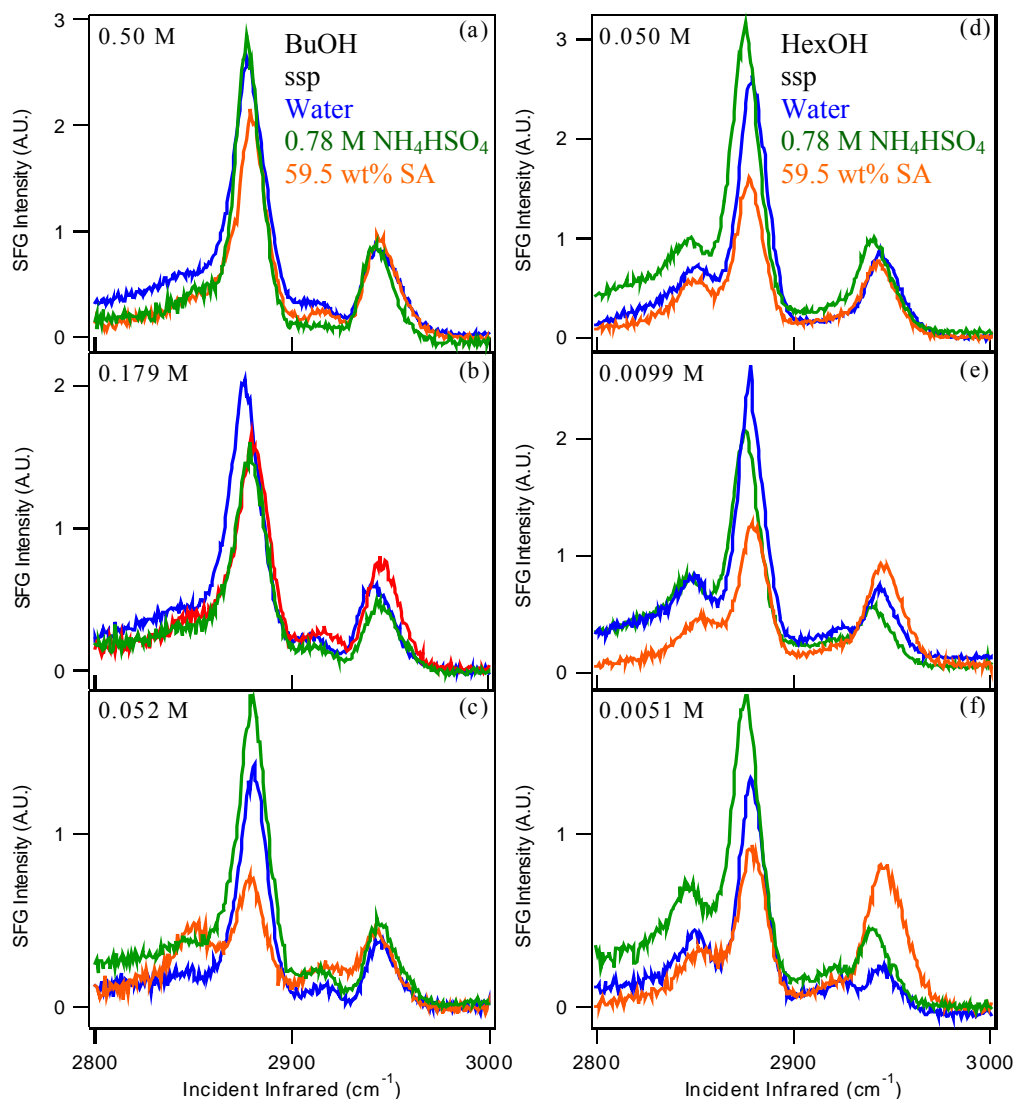 0.50 M
(a)
BuOH
ssp
Water
0.78 M NH₄HSO₄
59.5 wt% SA
SFG Intensity (A.U.)
3
2
1
0
0.179 M
(b)
SFG Intensity (A.U.)
2
1
0
0.052 M
(c)
SFG Intensity (A.U.)
1
0
2800
2900
3000
Incident Infrared (cm⁻¹)
0.050 M
(d)
HexOH
ssp
Water
0.78 M NH₄HSO₄
59.5 wt% SA
SFG Intensity (A.U.)
3
2
1
0
0.0099 M
(e)
SFG Intensity (A.U.)
2
1
0
0.0051 M
(f)
SFG Intensity (A.U.)
1
0
2800
2900
3000
Incident Infrared (cm⁻¹)